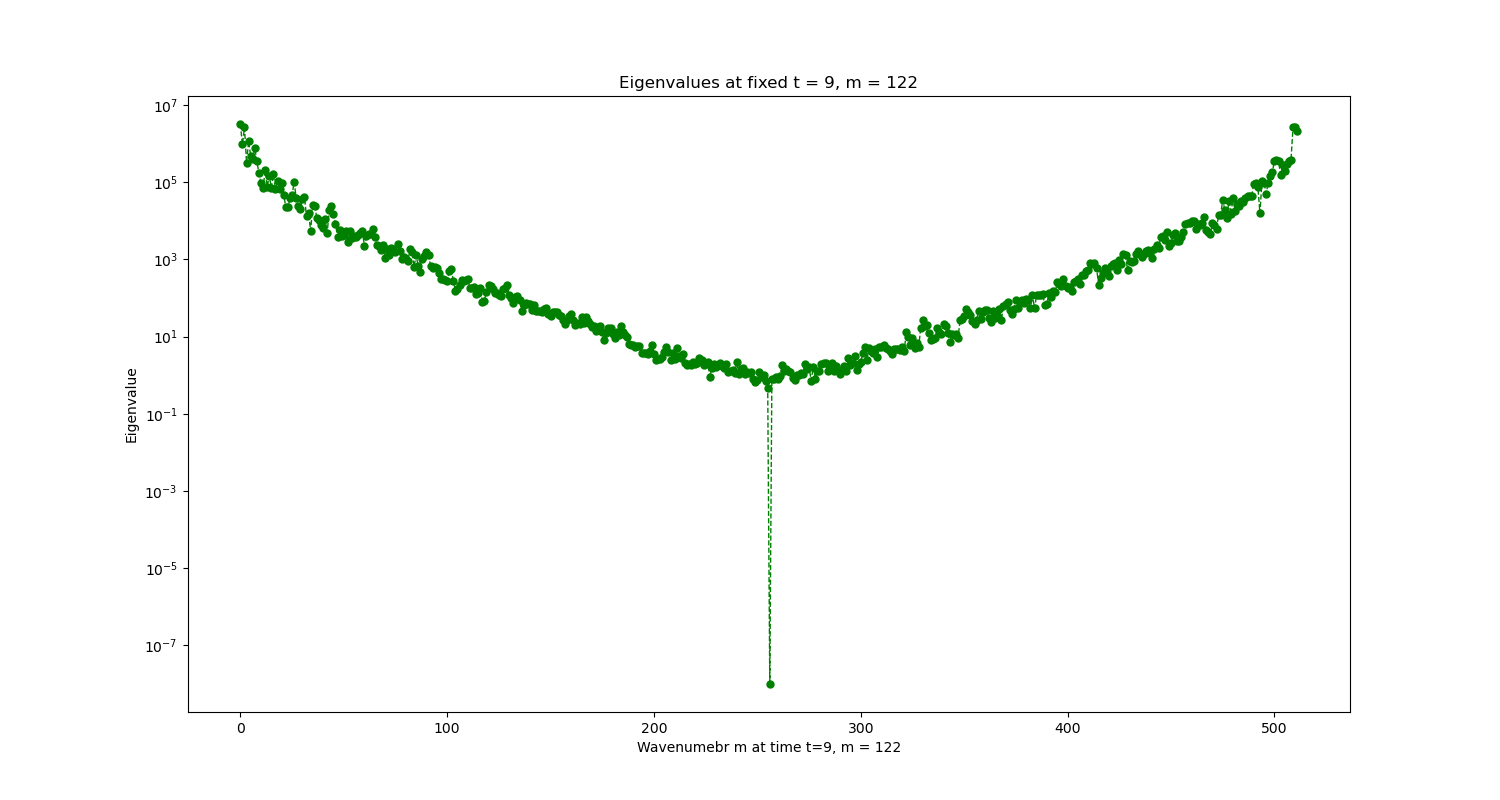 Eigenvalues at fixed t = 9, m = 122
10^7
10^5
10^3
10^1
10^-1
10^-3
10^-5
10^-7
Eigenvalue
0 100 200 300 400 500
Wavenumebr m at time t=9, m = 122